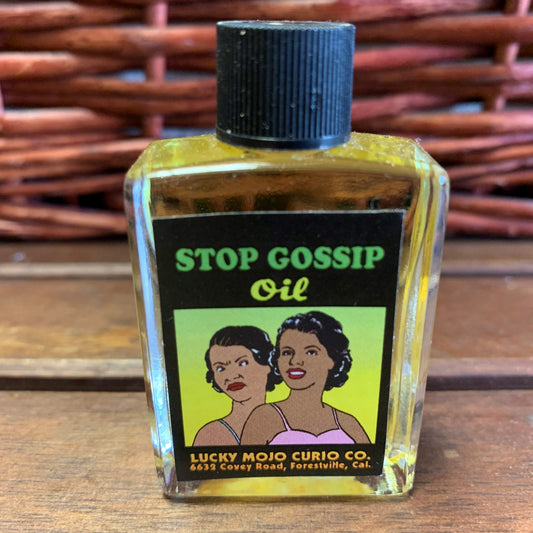 STOP GOSSIP
Oil
LUCKY MOJO CURIO CO.
6632 Covey Road, Forestville, Cal.